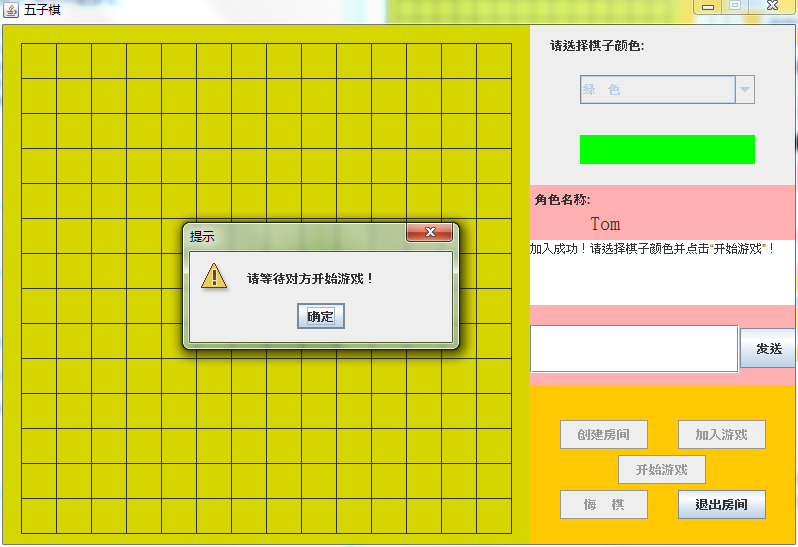 五子棋
请选择棋子颜色:
绿 色
角色名称:
Tom
加入成功！请选择棋子颜色并点击“开始游戏”！
提示
请等待对方开始游戏！
确定
发送
创建房间
加入游戏
开始游戏
悔 棋
退出房间